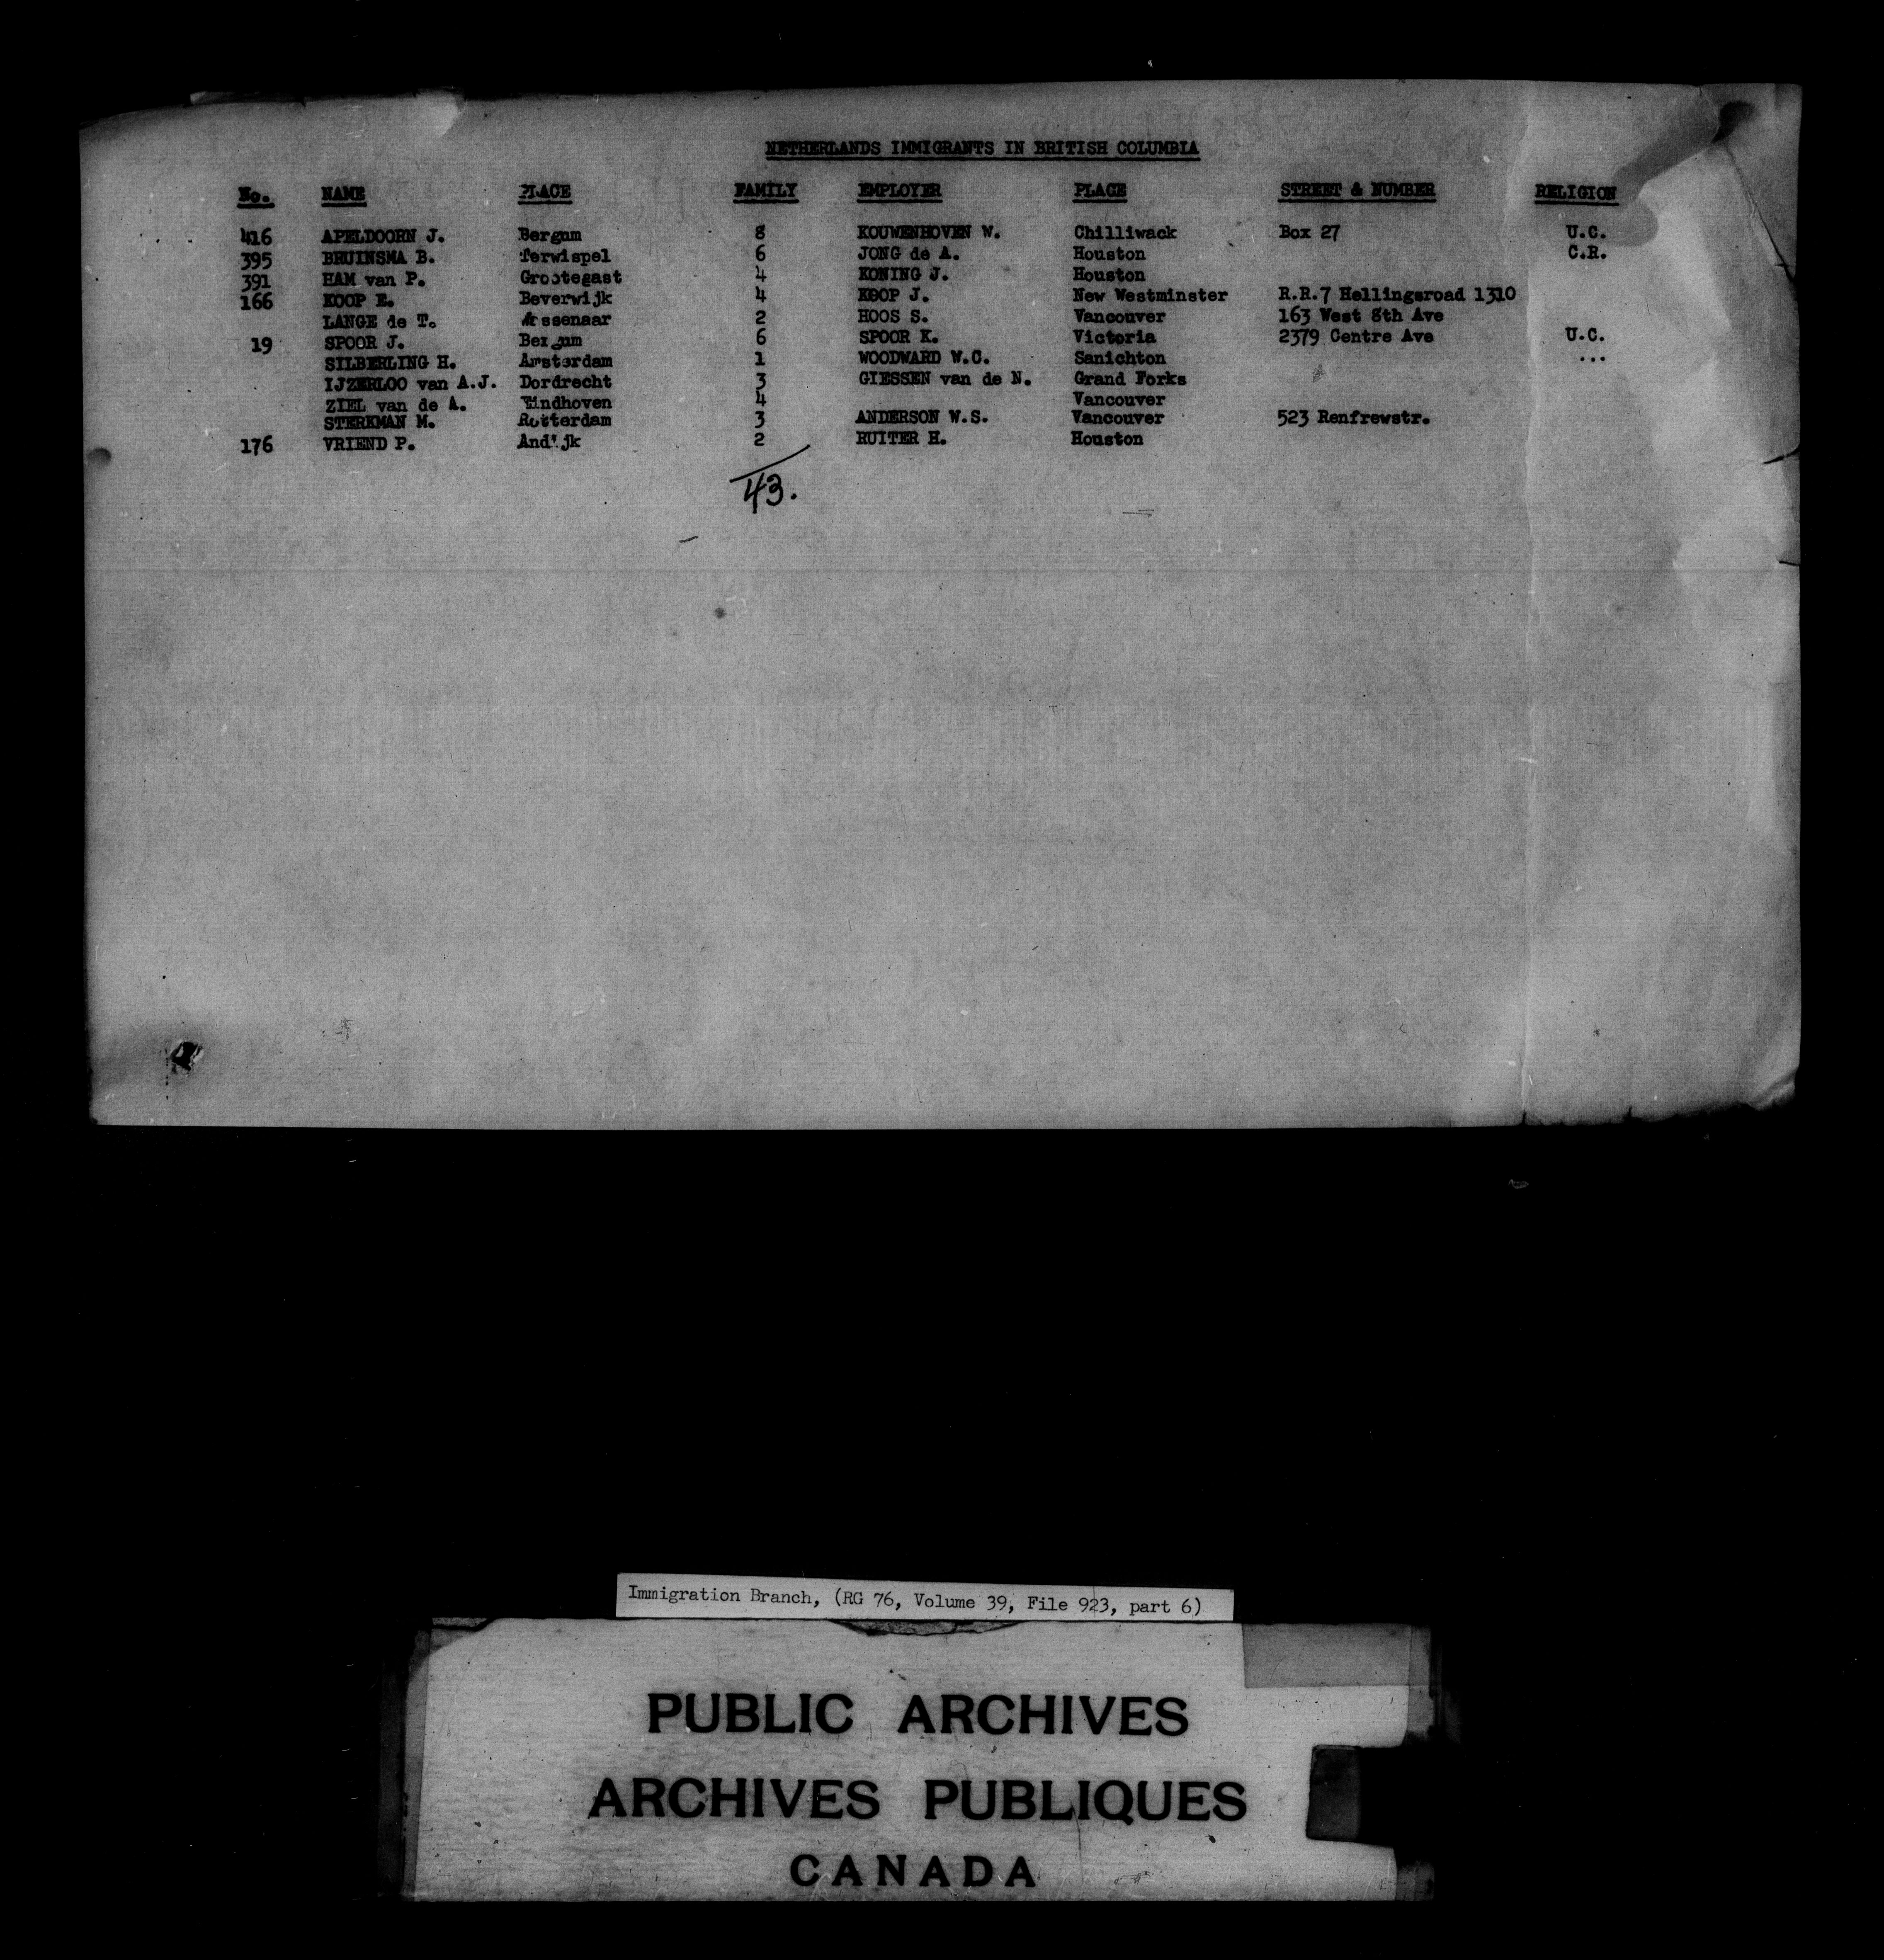 NETHERLANDS IMMIGRANTS IN BRITISH COLUMBIA
No. NAME PLACE FAMILY EMPLOYER PLACE STREET & NUMBER RELIGION
416 APELDOORN J. Bergum 8 KOUWENHOVEN W. Chilliwack Box 27 U.C.
395 BRUINSMA B. Terwispel 6 JONG de A. Houston C.R.
391 HAM van P. Grootegast 4 KONING J. Houston
166 KOOP E. Beverwijk 4 KOOP J. New Westminster R.R.7 Hellingsroad 1310
LANGE de T. 2 HOOS S. Vancouver 163 West 8th Ave
19 SPOOR J. Bergum 6 SPOOR K. Victoria 2379 Centre Ave U.C.
SILBERLING H. Amsterdam 1 WOODWARD W.C. Sanichton ...
IJZERLOO van A.J. Dordrecht 3 GIESSEN van de N. Grand Forks
ZIEL van de A. Eindhoven 4 Vancouver
STERKMAN M. Rotterdam 3 ANDERSON W.S. Vancouver 523 Renfrewstr.
176 VRIEND P. Andijk 2 RUITER H. Houston
43.
Immigration Branch, (RG 76, Volume 39, File 923, part 6)
PUBLIC ARCHIVES
ARCHIVES PUBLIQUES
CANADA